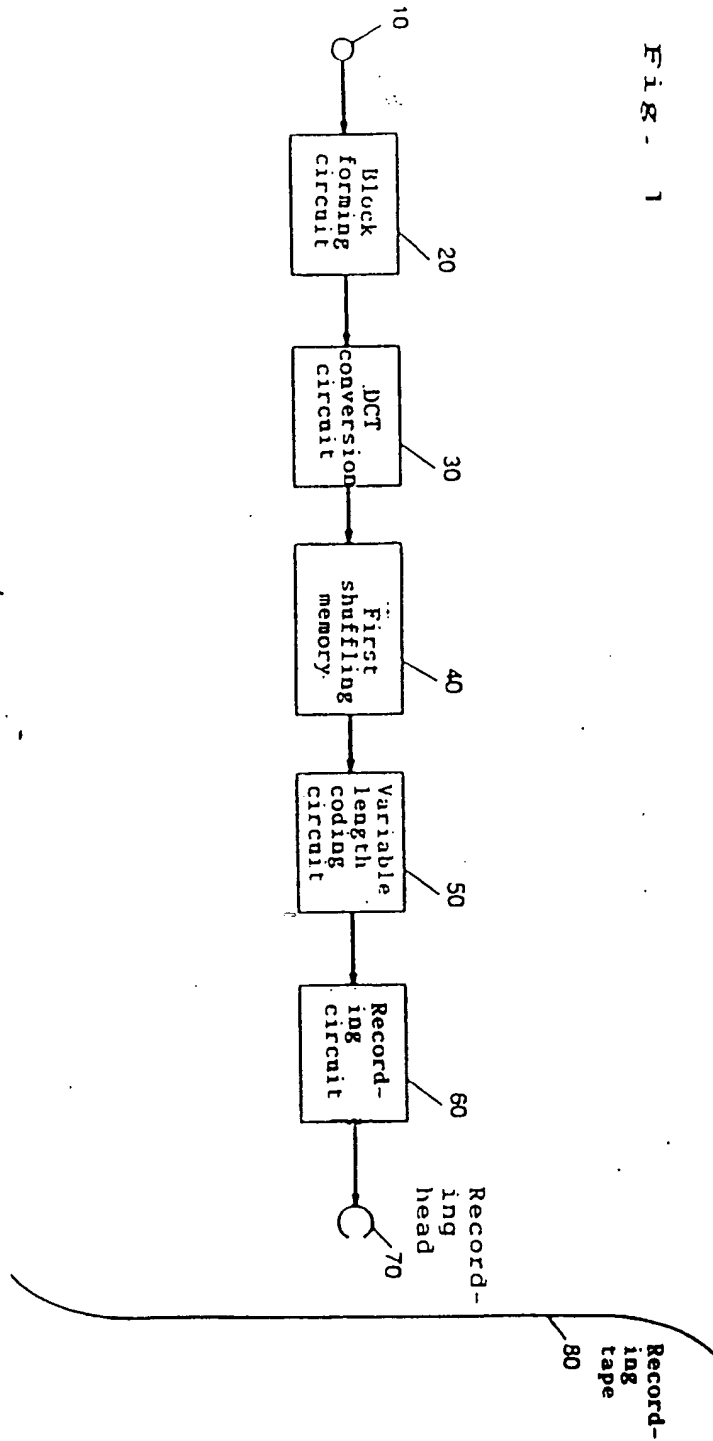 Fig. 1
10
Block
forming
circuit
20
DCT
conversion
circuit
30
First
shuffling
memory
40
Variable
length
coding
circuit
50
Record-
ing
circuit
60
Record-
ing
head
70
Record-
ing
tape
80